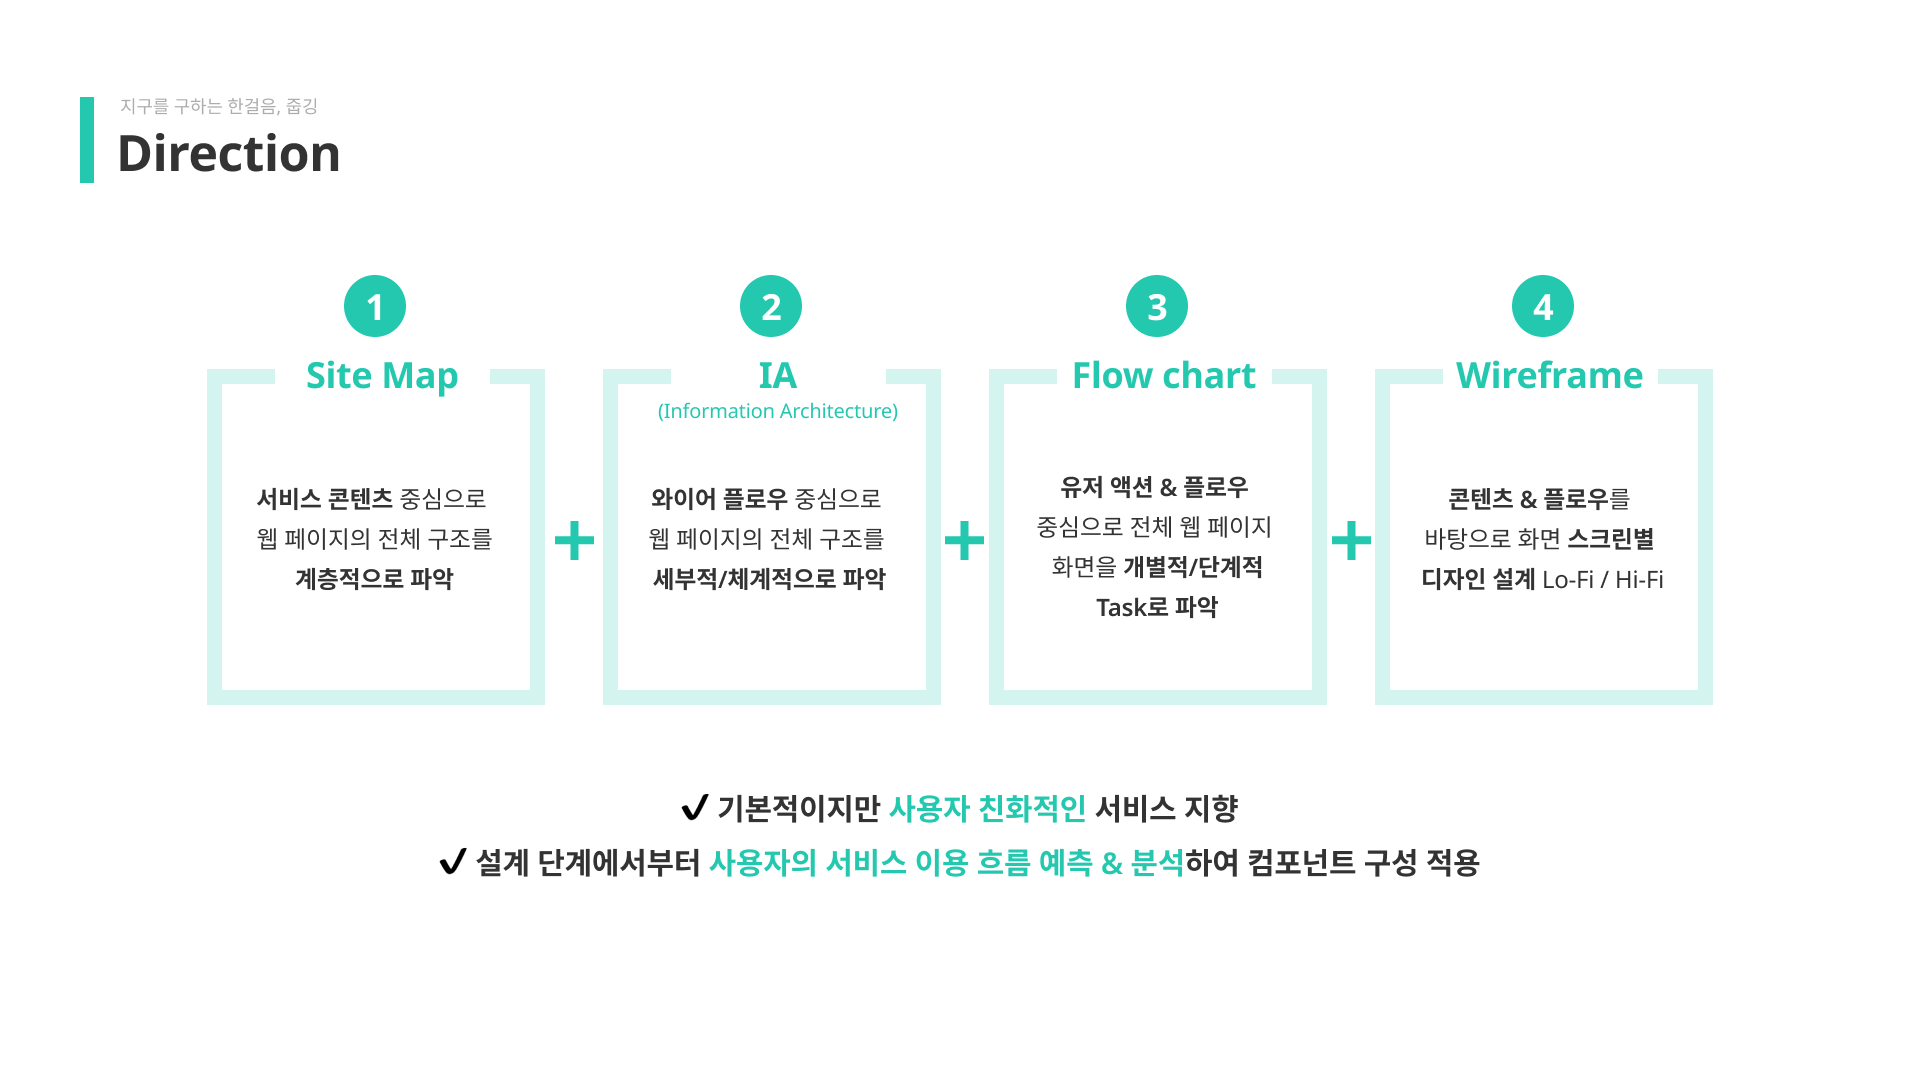 지구를 구하는 한걸음, 줍깅
Direction
1
Site Map
서비스 콘텐츠 중심으로
웹 페이지의 전체 구조를
계층적으로 파악
2
IA
(Information Architecture)
와이어 플로우 중심으로
웹 페이지의 전체 구조를
세부적/체계적으로 파악
3
Flow chart
유저 액션 & 플로우
중심으로 전체 웹 페이지
화면을 개별적/단계적
Task로 파악
4
Wireframe
콘텐츠 & 플로우를
바탕으로 화면 스크린별
디자인 설계 Lo-Fi / Hi-Fi
✔ 기본적이지만 사용자 친화적인 서비스 지향
✔ 설계 단계에서부터 사용자의 서비스 이용 흐름 예측 & 분석하여 컴포넌트 구성 적용